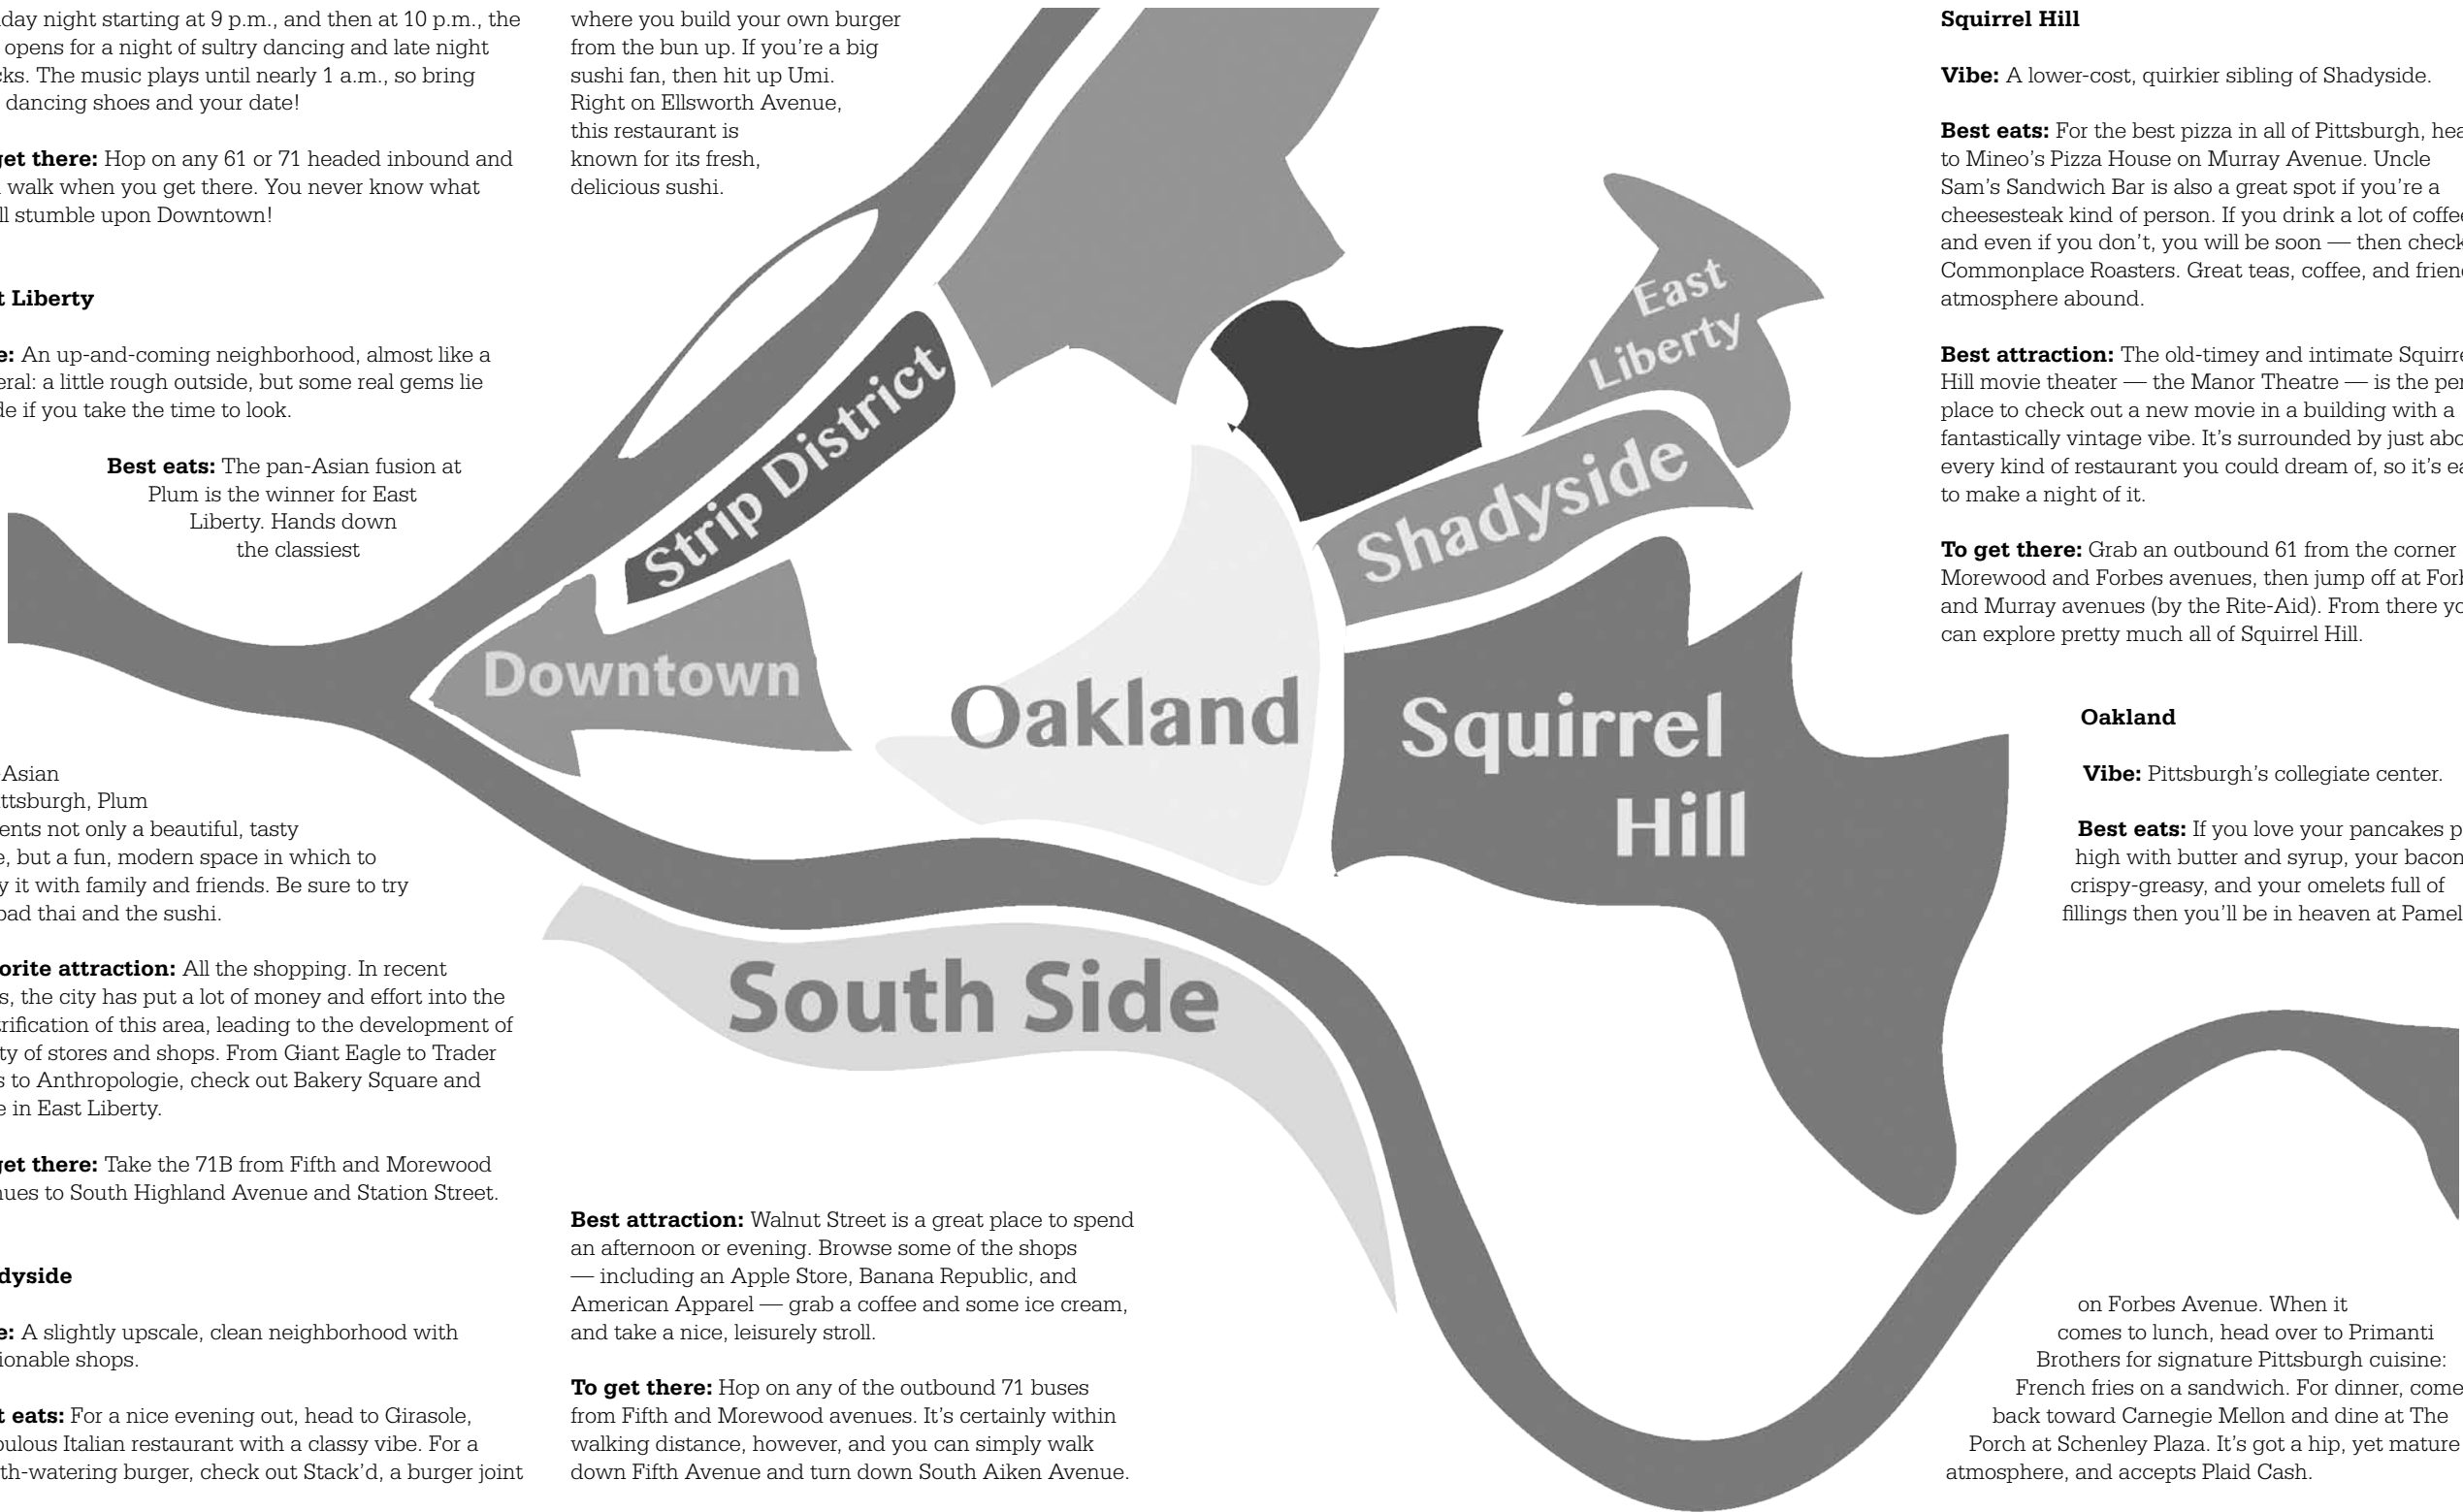 day night starting at 9 p.m., and then at 10 p.m., the
opens for a night of sultry dancing and late night
cks. The music plays until nearly 1 a.m., so bring
dancing shoes and your date!
get there: Hop on any 61 or 71 headed inbound and
walk when you get there. You never know what
ll stumble upon Downtown!
t Liberty
e: An up-and-coming neighborhood, almost like a
eral: a little rough outside, but some real gems lie
de if you take the time to look.
Best eats: The pan-Asian fusion at
Plum is the winner for East
Liberty. Hands down
the classiest
-Asian
ttsburgh, Plum
ents not only a beautiful, tasty
e, but a fun, modern space in which to
y it with family and friends. Be sure to try
pad thai and the sushi.
orite attraction: All the shopping. In recent
s, the city has put a lot of money and effort into the
trification of this area, leading to the development of
ty of stores and shops. From Giant Eagle to Trader
s to Anthropologie, check out Bakery Square and
e in East Liberty.
get there: Take the 71B from Fifth and Morewood
nues to South Highland Avenue and Station Street.
dyside
e: A slightly upscale, clean neighborhood with
ionable shops.
t eats: For a nice evening out, head to Girasole,
bulous Italian restaurant with a classy vibe. For a
th-watering burger, check out Stack’d, a burger joint
where you build your own burger
from the bun up. If you’re a big
sushi fan, then hit up Umi.
Right on Ellsworth Avenue,
this restaurant is
known for its fresh,
delicious sushi.
Best attraction: Walnut Street is a great place to spend
an afternoon or evening. Browse some of the shops
— including an Apple Store, Banana Republic, and
American Apparel — grab a coffee and some ice cream,
and take a nice, leisurely stroll.
To get there: Hop on any of the outbound 71 buses
from Fifth and Morewood avenues. It’s certainly within
walking distance, however, and you can simply walk
down Fifth Avenue and turn down South Aiken Avenue.
East
Liberty
Strip District
Shadyside
Downtown
Oakland
Squirrel
Hill
South Side
Squirrel Hill
Vibe: A lower-cost, quirkier sibling of Shadyside.
Best eats: For the best pizza in all of Pittsburgh, hea
to Mineo’s Pizza House on Murray Avenue. Uncle
Sam’s Sandwich Bar is also a great spot if you’re a
cheesesteak kind of person. If you drink a lot of coffee
and even if you don’t, you will be soon — then check
Commonplace Roasters. Great teas, coffee, and frien
atmosphere abound.
Best attraction: The old-timey and intimate Squirre
Hill movie theater — the Manor Theatre — is the per
place to check out a new movie in a building with a
fantastically vintage vibe. It’s surrounded by just abo
every kind of restaurant you could dream of, so it’s ea
to make a night of it.
To get there: Grab an outbound 61 from the corner
Morewood and Forbes avenues, then jump off at Forb
and Murray avenues (by the Rite-Aid). From there yo
can explore pretty much all of Squirrel Hill.
Oakland
Vibe: Pittsburgh’s collegiate center.
Best eats: If you love your pancakes p
high with butter and syrup, your bacon
crispy-greasy, and your omelets full of
fillings then you’ll be in heaven at Pamel
on Forbes Avenue. When it
comes to lunch, head over to Primanti
Brothers for signature Pittsburgh cuisine:
French fries on a sandwich. For dinner, come
back toward Carnegie Mellon and dine at The
Porch at Schenley Plaza. It’s got a hip, yet mature
atmosphere, and accepts Plaid Cash.